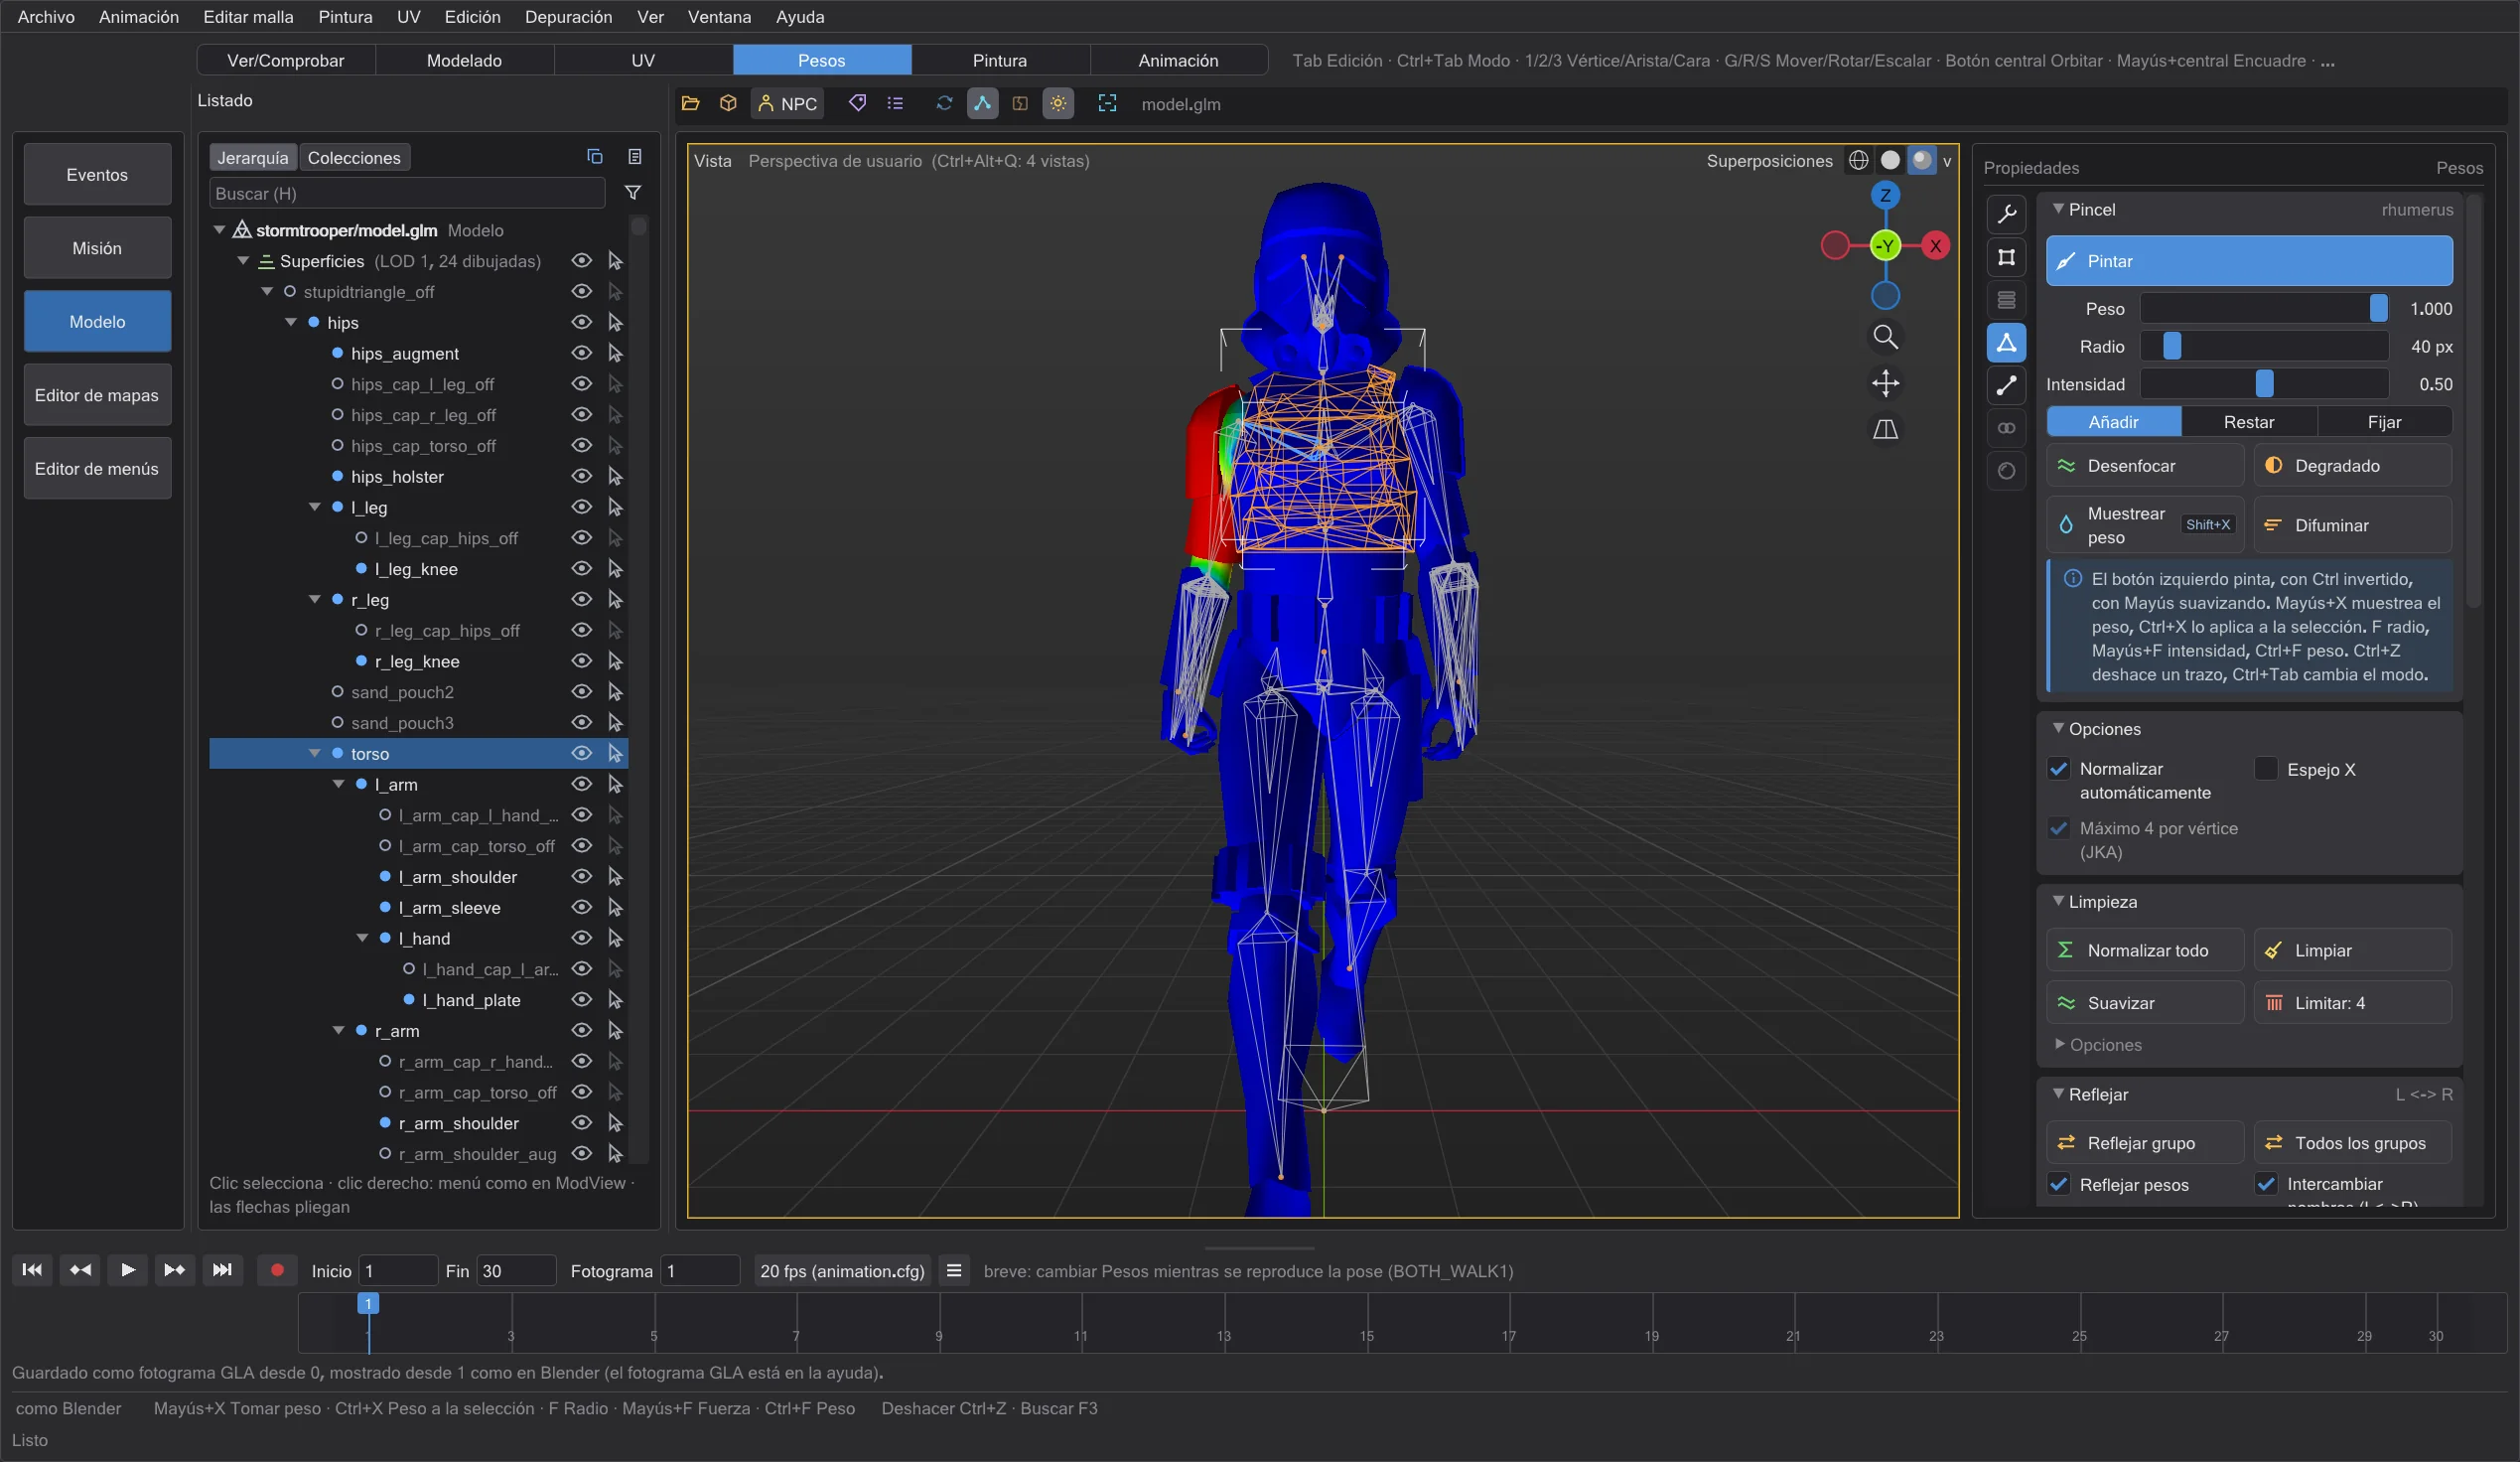 Archivo Animación Editar malla Pintura UV Edición Depuración Ver Ventana Ayuda
Ver/Comprobar Modelado UV Pesos Pintura Animación Tab Edición · Ctrl+Tab Modo · 1/2/3 Vértice/Arista/Cara · G/R/S Mover/Rotar/Escalar · Botón central Orbitar · Mayús+central Encuadre · ...
Listado
NPC model.glm
Eventos
Misión
Modelo
Editor de mapas
Editor de menús
Jerarquía Colecciones
Buscar (H)
stormtrooper/model.glm Modelo
Superficies (LOD 1, 24 dibujadas)
stupidtriangle_off
hips
hips_augment
hips_cap_l_leg_off
hips_cap_r_leg_off
hips_cap_torso_off
hips_holster
l_leg
l_leg_cap_hips_off
l_leg_knee
r_leg
r_leg_cap_hips_off
r_leg_knee
sand_pouch2
sand_pouch3
torso
l_arm
l_arm_cap_l_hand_...
l_arm_cap_torso_off
l_arm_shoulder
l_arm_sleeve
l_hand
l_hand_cap_l_ar...
l_hand_plate
r_arm
r_arm_cap_r_hand...
r_arm_cap_torso_off
r_arm_shoulder
r_arm_shoulder_aug
Clic selecciona · clic derecho: menú como en ModView ·
las flechas pliegan
Vista Perspectiva de usuario (Ctrl+Alt+Q: 4 vistas) Superposiciones v
Z
-Y X
Propiedades Pesos
Pincel rhumerus
Pintar
Peso 1.000
Radio 40 px
Intensidad 0.50
Añadir Restar Fijar
Desenfocar Degradado
Muestrear
peso Shift+X Difuminar
El botón izquierdo pinta, con Ctrl invertido,
con Mayús suavizando. Mayús+X muestrea el
peso, Ctrl+X lo aplica a la selección. F radio,
Mayús+F intensidad, Ctrl+F peso. Ctrl+Z
deshace un trazo, Ctrl+Tab cambia el modo.
Opciones
Normalizar
automáticamente Espejo X
Máximo 4 por vértice
(JKA)
Limpieza
Normalizar todo Limpiar
Suavizar Limitar: 4
Opciones
Reflejar L <-> R
Reflejar grupo Todos los grupos
Reflejar pesos Intercambiar
nombres (L<->R)
Inicio 1 Fin 30 Fotograma 1 20 fps (animation.cfg) breve: cambiar Pesos mientras se reproduce la pose (BOTH_WALK1)
1
1 3 5 7 9 11 13 15 17 19 21 23 25 27 29 30
Guardado como fotograma GLA desde 0, mostrado desde 1 como en Blender (el fotograma GLA está en la ayuda).
como Blender Mayús+X Tomar peso · Ctrl+X Peso a la selección · F Radio · Mayús+F Fuerza · Ctrl+F Peso Deshacer Ctrl+Z · Buscar F3
Listo